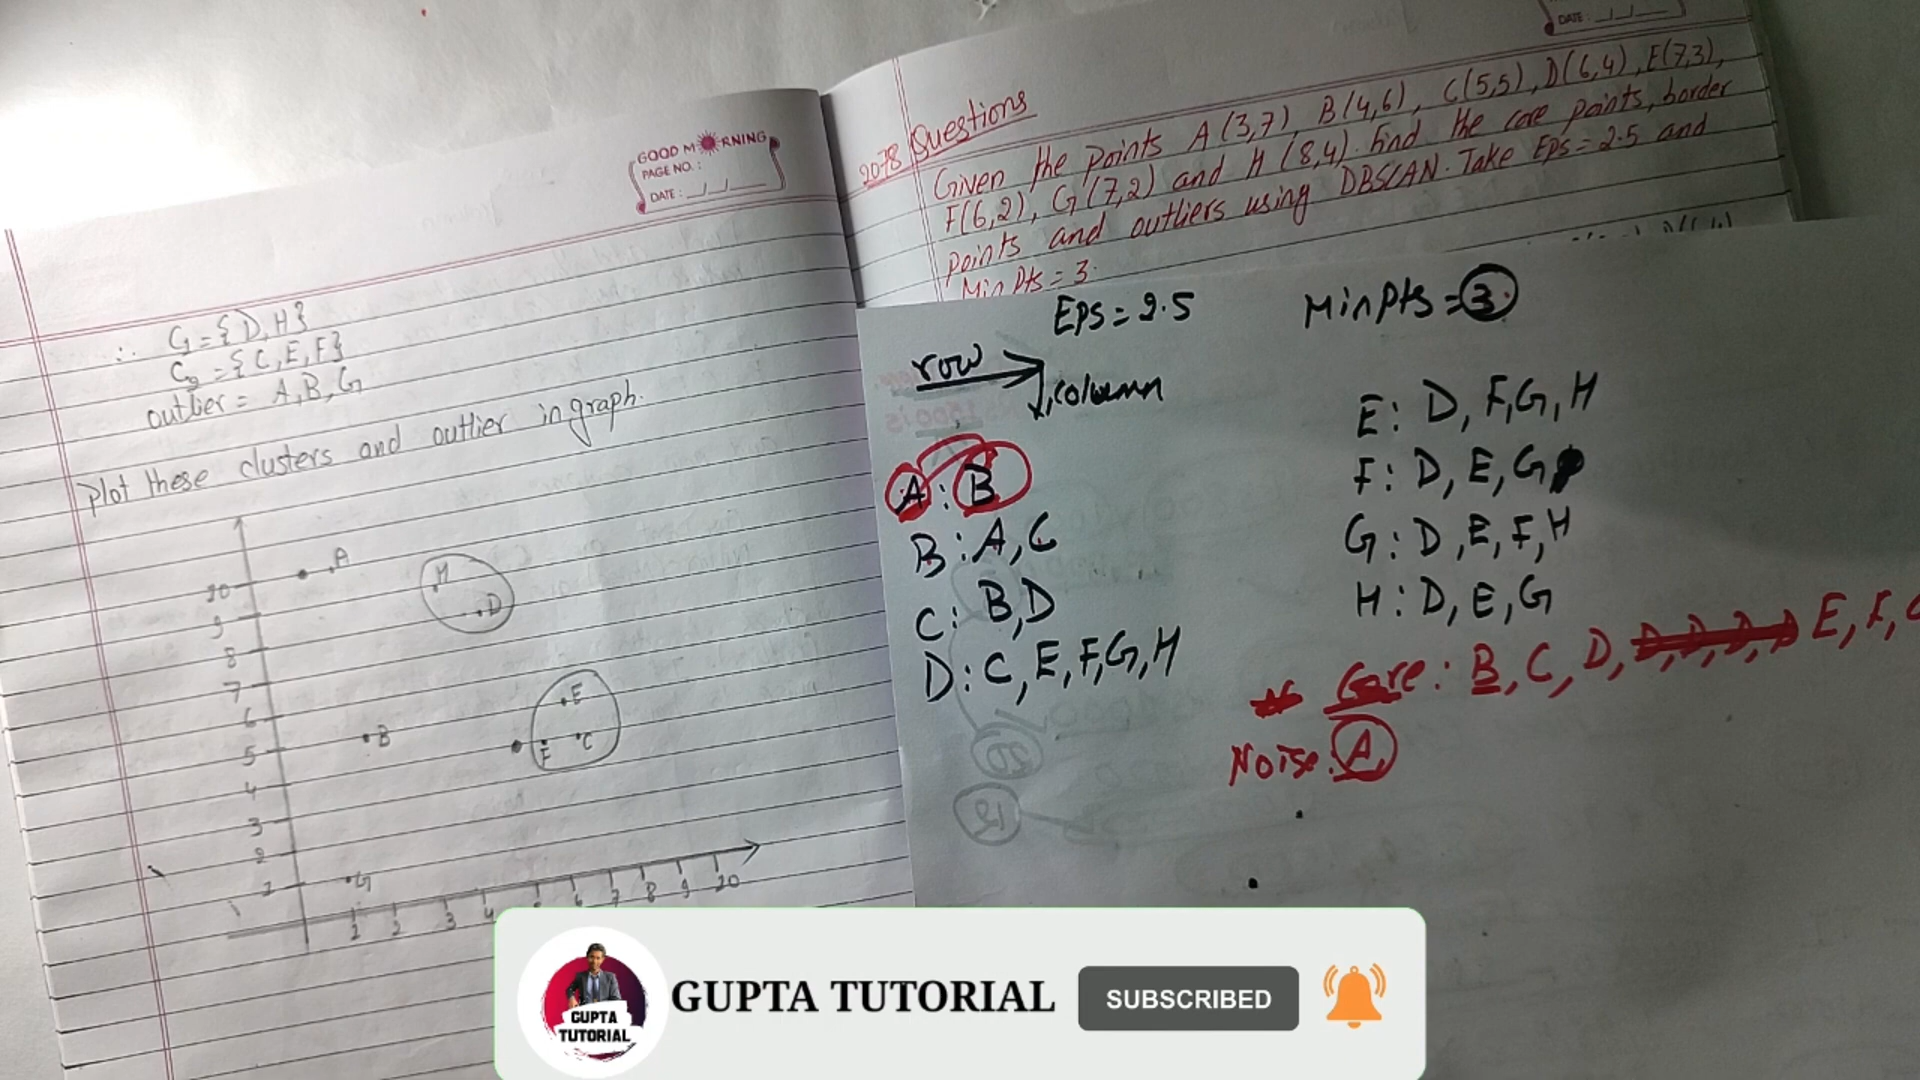 GOOD MORNING
PAGE NO. :
DATE :
∴ C1 = {D, H}
C2 = {C, E, F}
outlier = A, B, G
plot these clusters and outlier in graph.
A
H
D
10
9
8
7
6
5
4
3
2
1
E
B
F
C
G
1 2 3 4 5 6 7 8 9 10
DATE :
2078 Questions
Given the points A(3,7) B(4,6), C(5,5), D(6,4), E(7,3),
F(6,2), G(7,2) and H(8,4). find the core points, border
points and outliers using DBSCAN. Take Eps = 2.5 and
MinPts = 3.
Eps = 2.5 MinPts = 3
row
column
A : B
B : A, C
C : B, D
D : C, E, F, G, H
E : D, F, G, H
F : D, E, G
G : D, E, F, H
H : D, E, G
Core : B, C, D, E, F,
Noise : A
GUPTA TUTORIAL
GUPTA TUTORIAL
SUBSCRIBED